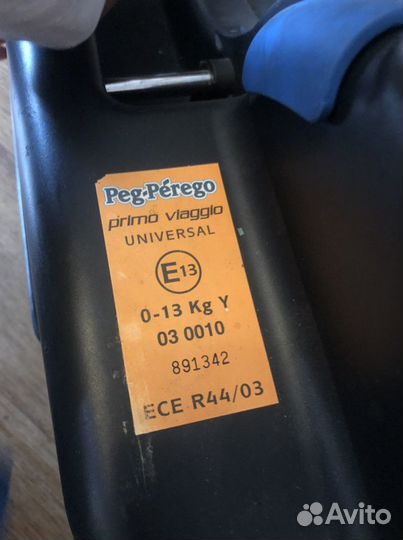 Peg-Pérego
primo viaggio
UNIVERSAL
E13
0-13 Kg Y
03 0010
891342
ECE R44/03
Avito